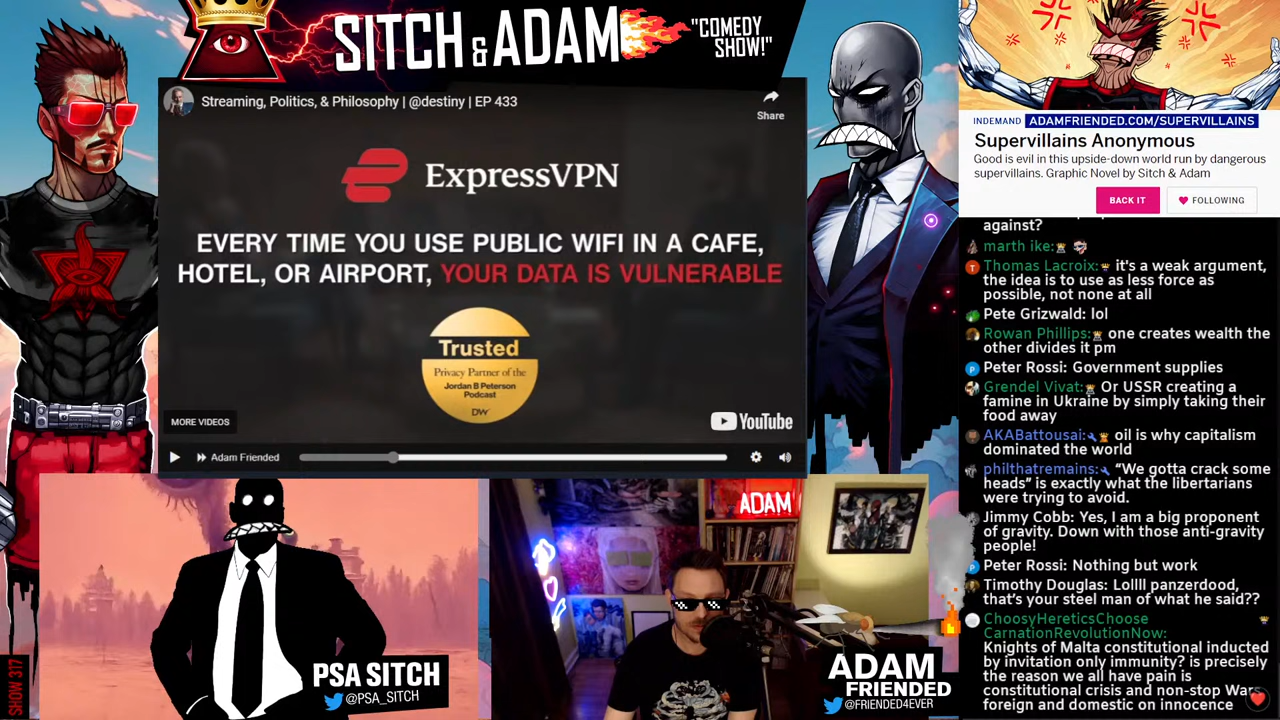 SITCH & ADAM
"COMEDY
SHOW!"
Streaming, Politics, & Philosophy | @destiny | EP 433
Share
ExpressVPN
EVERY TIME YOU USE PUBLIC WIFI IN A CAFE,
HOTEL, OR AIRPORT, YOUR DATA IS VULNERABLE
Trusted
Privacy Partner of the
Jordan B Peterson
Podcast
DW
MORE VIDEOS
YouTube
Adam Friended
ADAM
PSA SITCH
@PSA_SITCH
ADAM
FRIENDED
@FRIENDED4EVER
SHOW 317
INDEMAND ADAMFRIENDED.COM/SUPERVILLAINS
Supervillains Anonymous
Good is evil in this upside-down world run by dangerous
supervillains. Graphic Novel by Sitch & Adam
BACK IT
FOLLOWING
against?
marth ike:
Thomas Lacroix: it's a weak argument,
the idea is to use as less force as
possible, not none at all
Pete Grizwald: lol
Rowan Phillips: one creates wealth the
other divides it pm
Peter Rossi: Government supplies
Grendel Vivat: Or USSR creating a
famine in Ukraine by simply taking their
food away
AKABattousai: oil is why capitalism
dominated the world
philthatremains: “We gotta crack some
heads” is exactly what the libertarians
were trying to avoid.
Jimmy Cobb: Yes, I am a big proponent
of gravity. Down with those anti-gravity
people!
Peter Rossi: Nothing but work
Timothy Douglas: Lollll panzerdood,
that’s your steel man of what he said??
ChoosyHereticsChoose
CarnationRevolutionNow:
Knights of Malta constitutional inducted
by invitation only immunity? is precisely
the reason we all have pain is
constitutional crisis and non-stop Wars
foreign and domestic on innocence